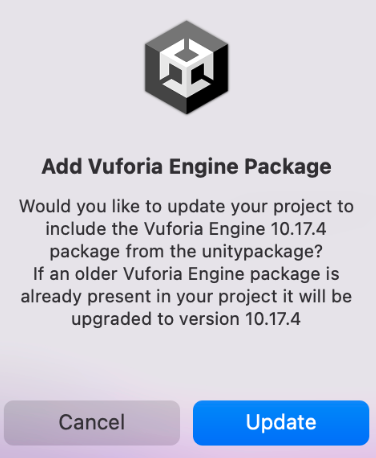 Add Vuforia Engine Package
Would you like to update your project to
include the Vuforia Engine 10.17.4
package from the unitypackage?
If an older Vuforia Engine package is
already present in your project it will be
upgraded to version 10.17.4
Cancel
Update